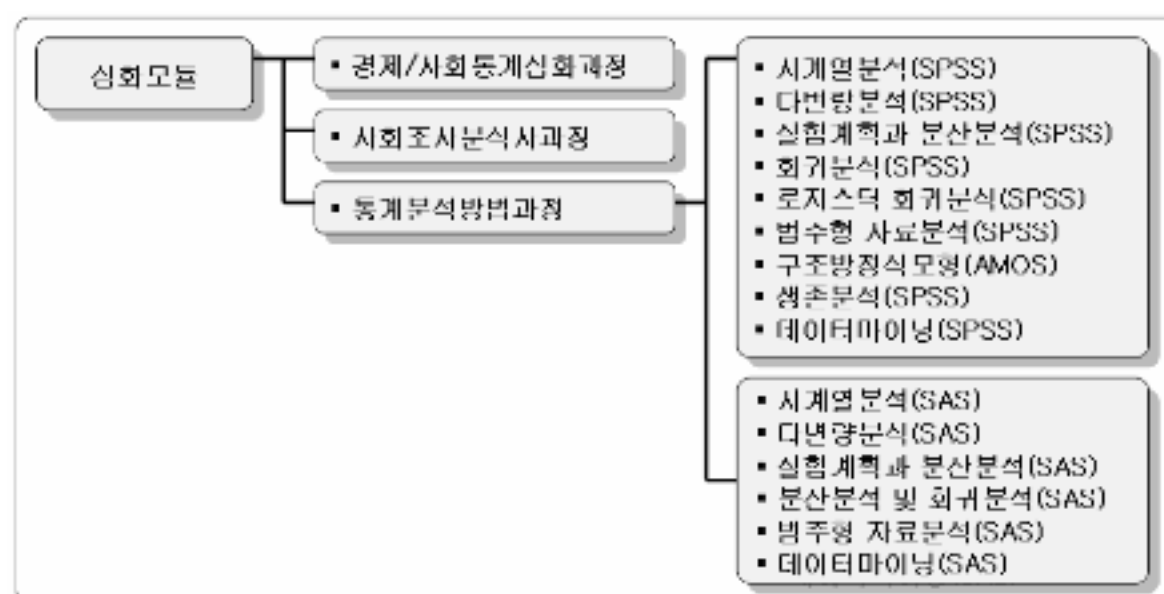 심화모듈
▪ 경제/사회통계심화과정
▪ 사회조사분석사과정
▪ 통계분석방법과정
▪ 시계열분석(SPSS)
▪ 다변량분석(SPSS)
▪ 실험계획과 분산분석(SPSS)
▪ 회귀분석(SPSS)
▪ 로지스틱 회귀분석(SPSS)
▪ 범주형 자료분석(SPSS)
▪ 구조방정식모형(AMOS)
▪ 생존분석(SPSS)
▪ 데이터마이닝(SPSS)
▪ 시계열분석(SAS)
▪ 다변량분석(SAS)
▪ 실험계획과 분산분석(SAS)
▪ 분산분석 및 회귀분석(SAS)
▪ 범주형 자료분석(SAS)
▪ 데이터마이닝(SAS)